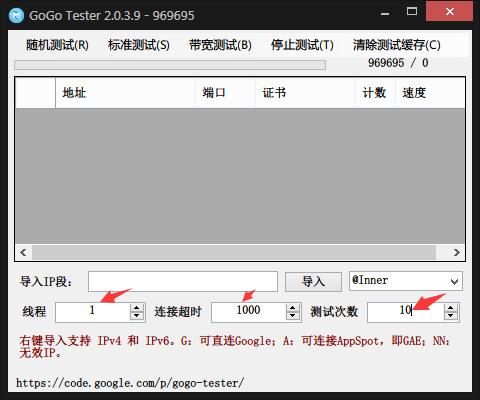 GoGo Tester 2.0.3.9 - 969695
随机测试(R) 标准测试(S) 带宽测试(B) 停止测试(T) 清除测试缓存(C)
969695 / 0
地址 端口 证书 计数 速度
导入IP段： 导入 @Inner
线程 1 连接超时 1000 测试次数 10
右键导入支持 IPv4 和 IPv6。G：可直连Google；A：可连接AppSpot，即GAE；NN：
无效IP。
https://code.google.com/p/gogo-tester/